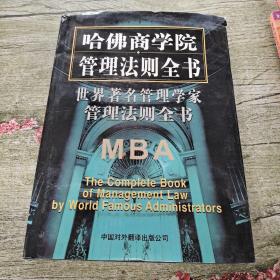 哈佛商学院
管理法则全书
世界著名管理学家
管理法则全书
MBA
The Complete Book
of Management Law
by World Famous Administrators
中国对外翻译出版公司